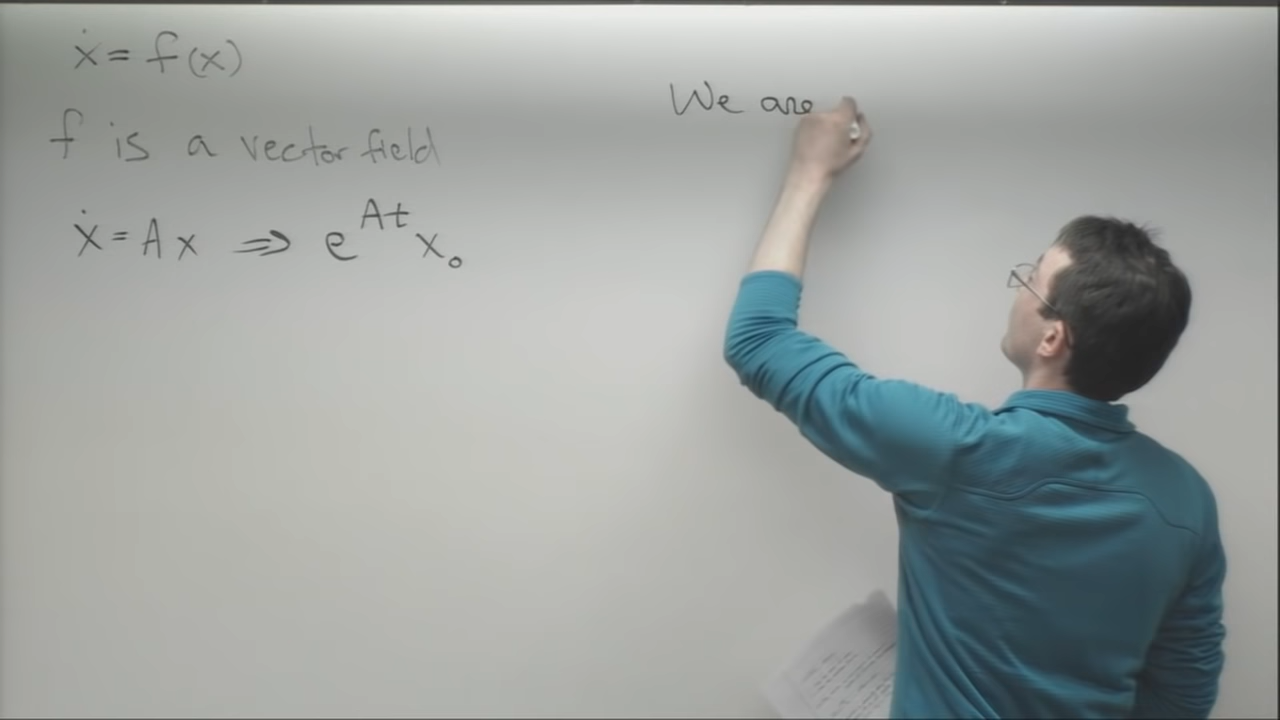 ẋ = f(x)
f is a vector field
ẋ = Ax ⇒ e^{At} x₀
We are